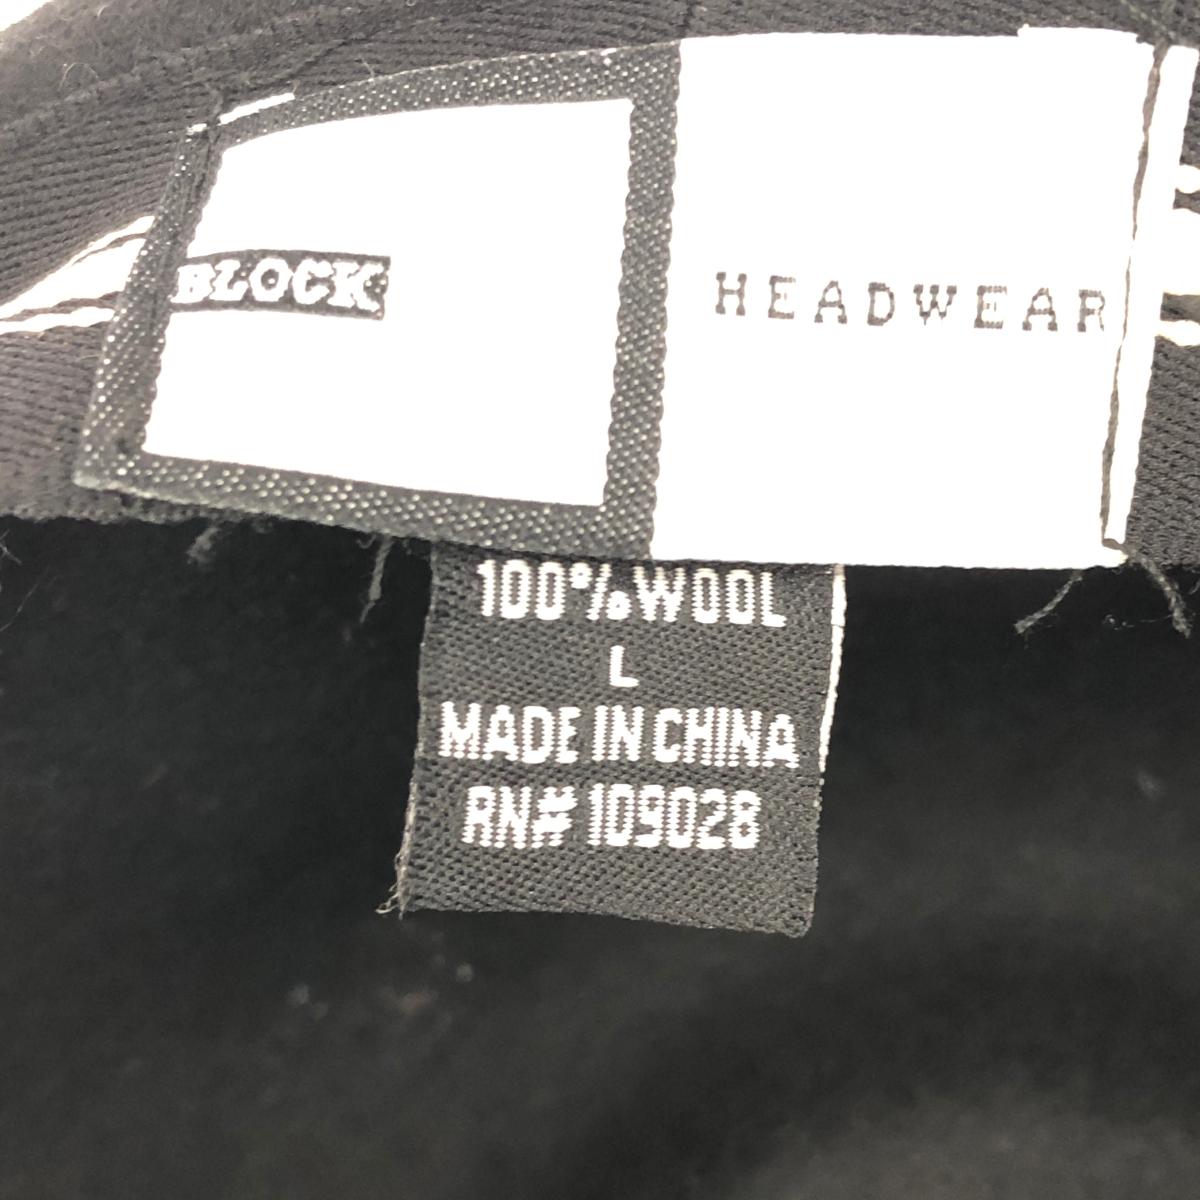 BLOCK
HEADWEAR
100% WOOL
L
MADE IN CHINA
RN# 109028